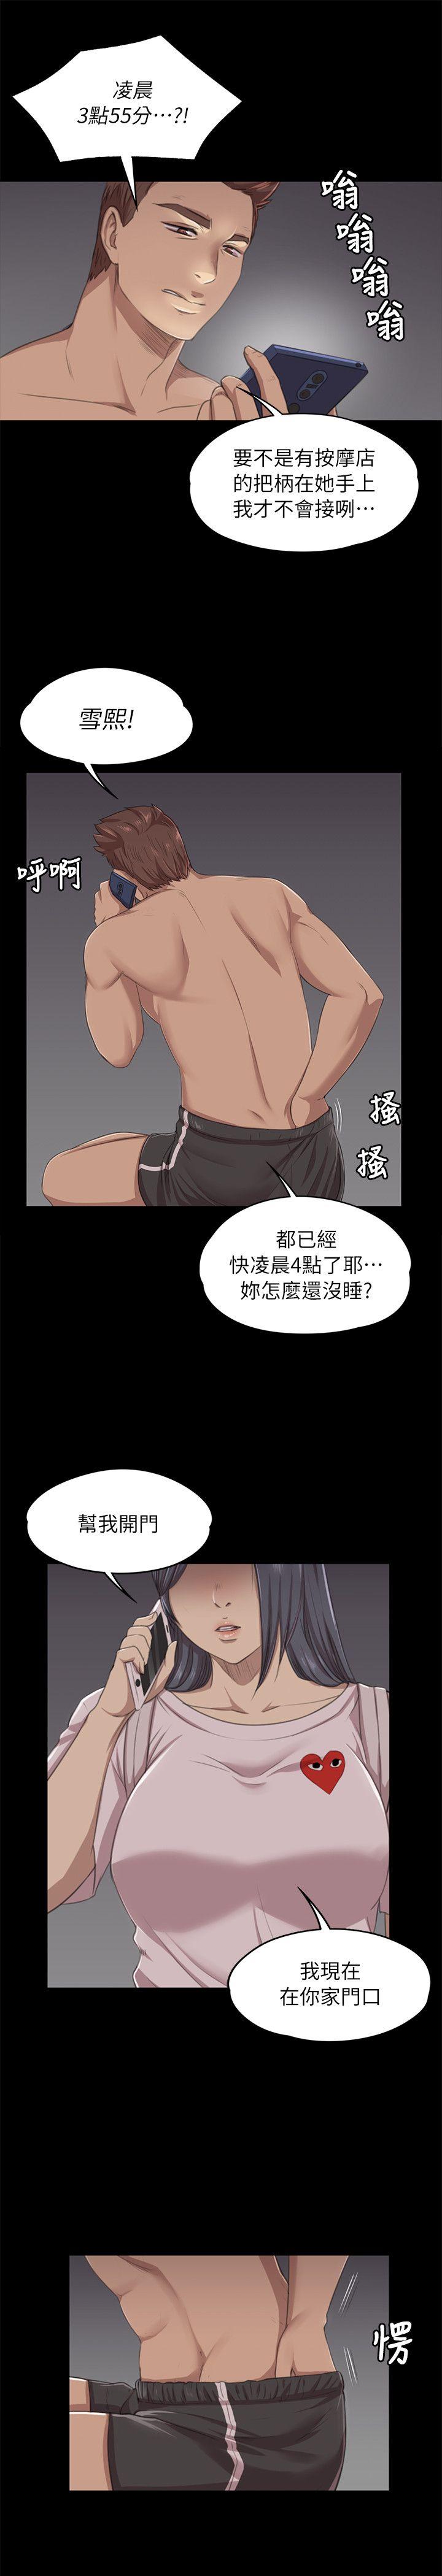 凌晨
3點55分…?!
嗡
嗡
嗡
嗡
要不是有按摩店
的把柄在她手上
我才不會接咧…
雪熙!
呼啊
搔
搔
都已經
快凌晨4點了耶…
妳怎麼還沒睡?
幫我開門
我現在
在你家門口
愣